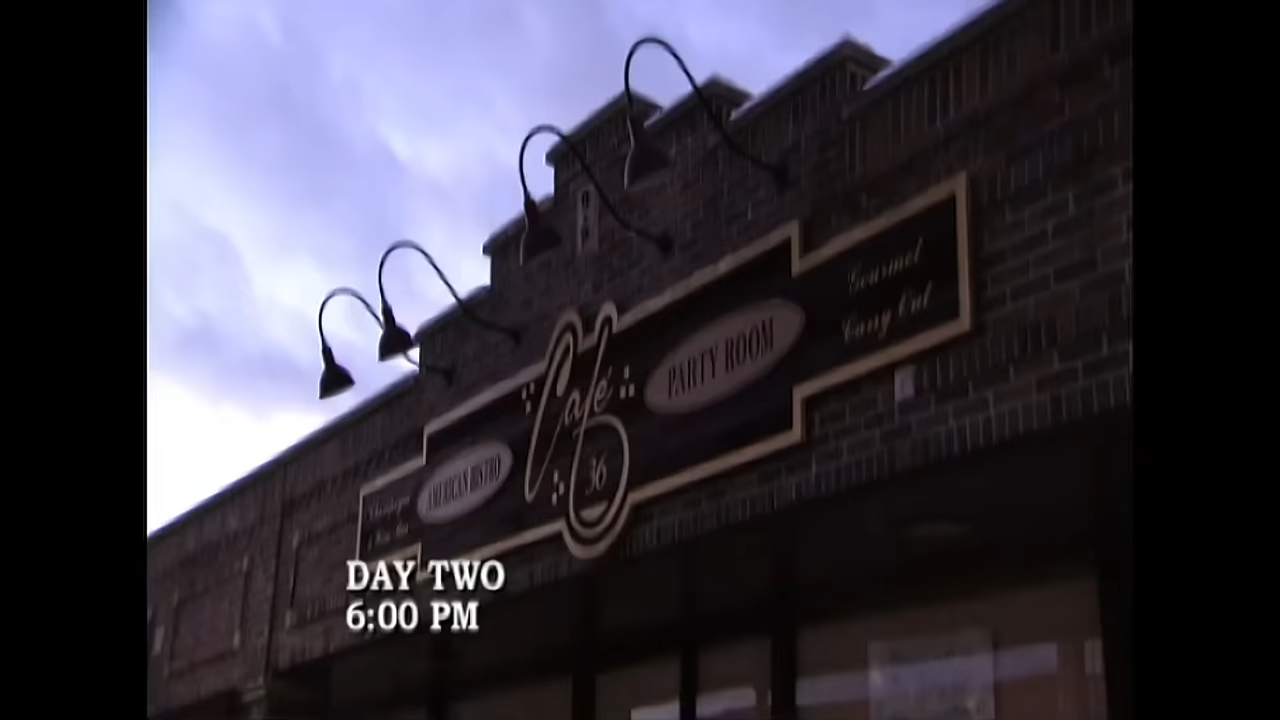 Gourmet
Carry Out
PARTY ROOM
Café
36
AMERICAN BISTRO
DAY TWO
6:00 PM